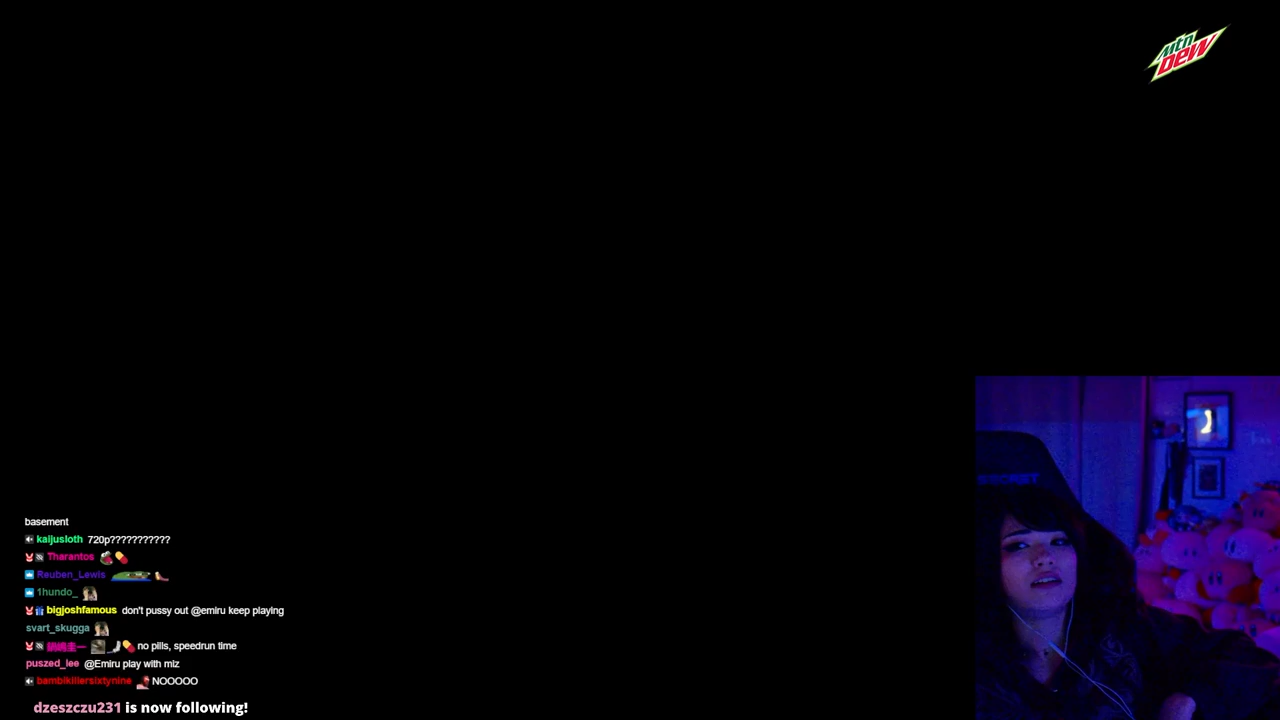 Mtn
DEW
SECRET
basement
kaijusloth 720p???????????
Tharantos
Reuben_Lewis
1hundo_
bigjoshfamous don't pussy out @emiru keep playing
svart_skugga
no pills, speedrun time
puszed_lee @Emiru play with miz
bambikillersixtynine NOOOOO
dzeszczu231 is now following!